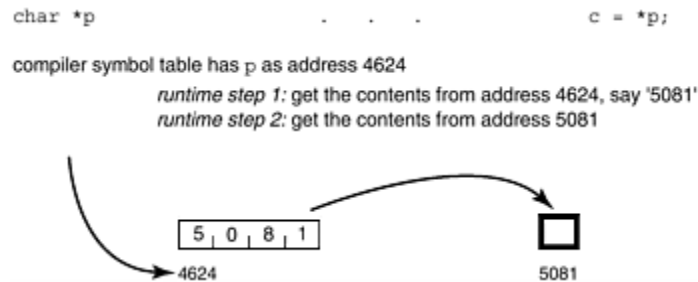 char *p . . . c = *p;
compiler symbol table has p as address 4624
runtime step 1: get the contents from address 4624, say '5081'
runtime step 2: get the contents from address 5081
5 0 8 1
4624 5081